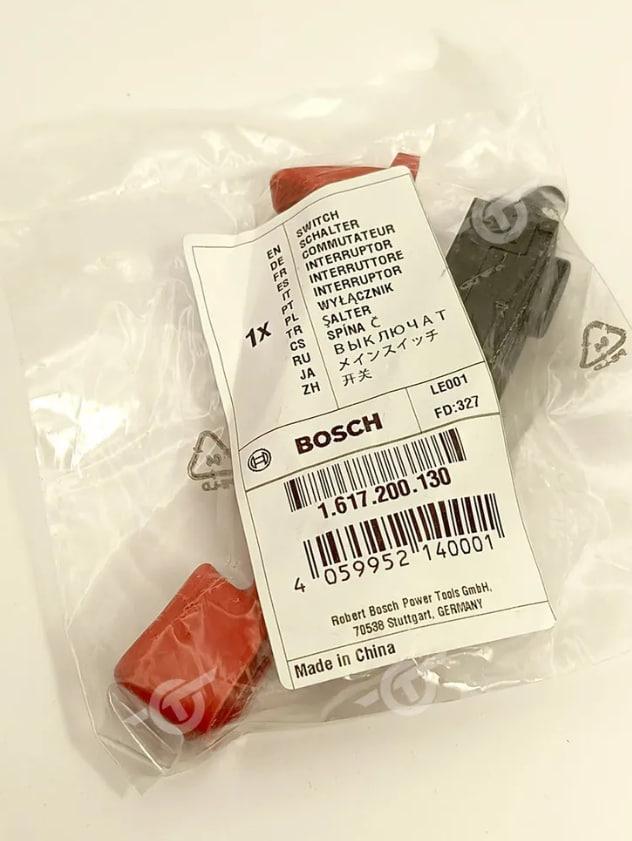 EN SWITCH
DE SCHALTER
FR COMMUTATEUR
ES INTERRUPTOR
IT INTERRUTTORE
PT INTERRUPTOR
PL WYŁĄCZNIK
TR ŞALTER
CS SPÍNAČ
RU ВЫКЛЮЧАТ
JA メインスイッチ
ZH 开关
1x
BOSCH
LE001
FD:327
1.617.200.130
4 059952 140001
Robert Bosch Power Tools GmbH,
70538 Stuttgart, GERMANY
Made in China